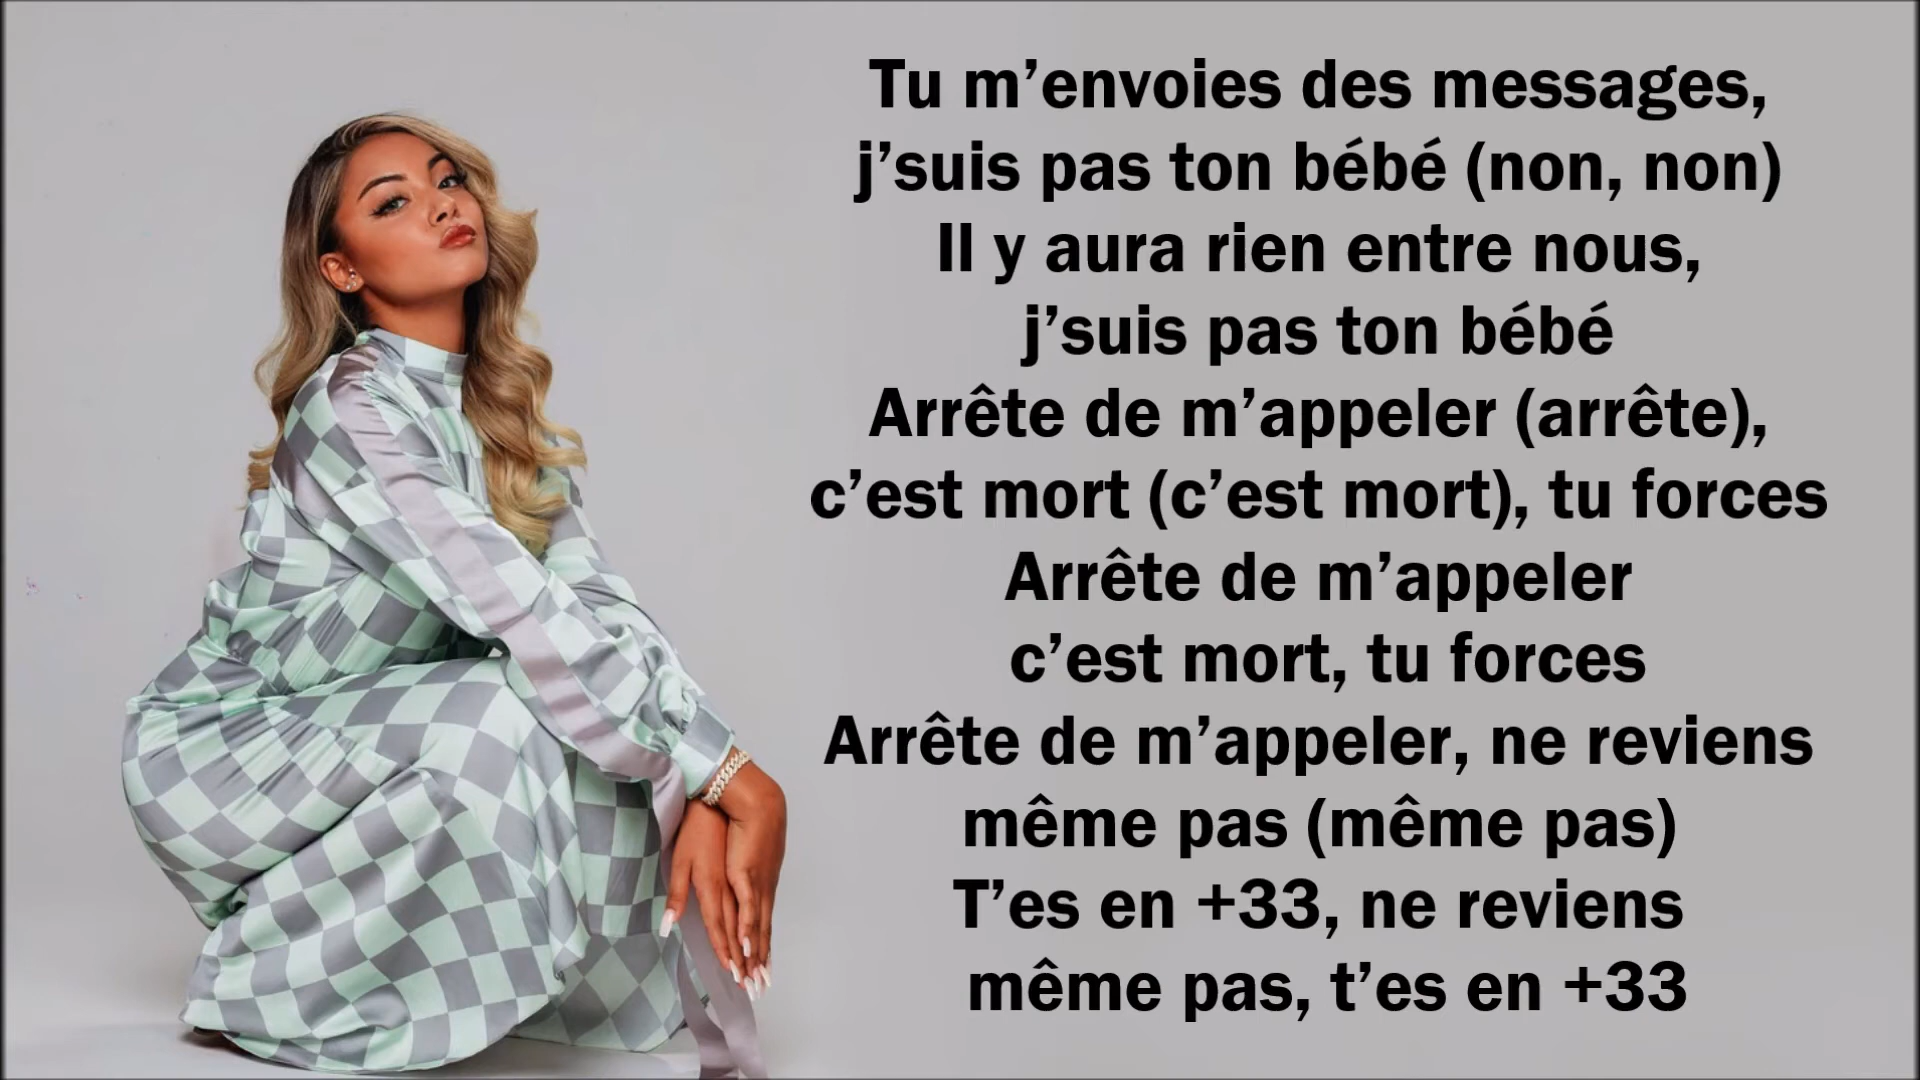 Tu m’envoies des messages,
j’suis pas ton bébé (non, non)
Il y aura rien entre nous,
j’suis pas ton bébé
Arrête de m’appeler (arrête),
c’est mort (c’est mort), tu forces
Arrête de m’appeler
c’est mort, tu forces
Arrête de m’appeler, ne reviens
même pas (même pas)
T’es en +33, ne reviens
même pas, t’es en +33